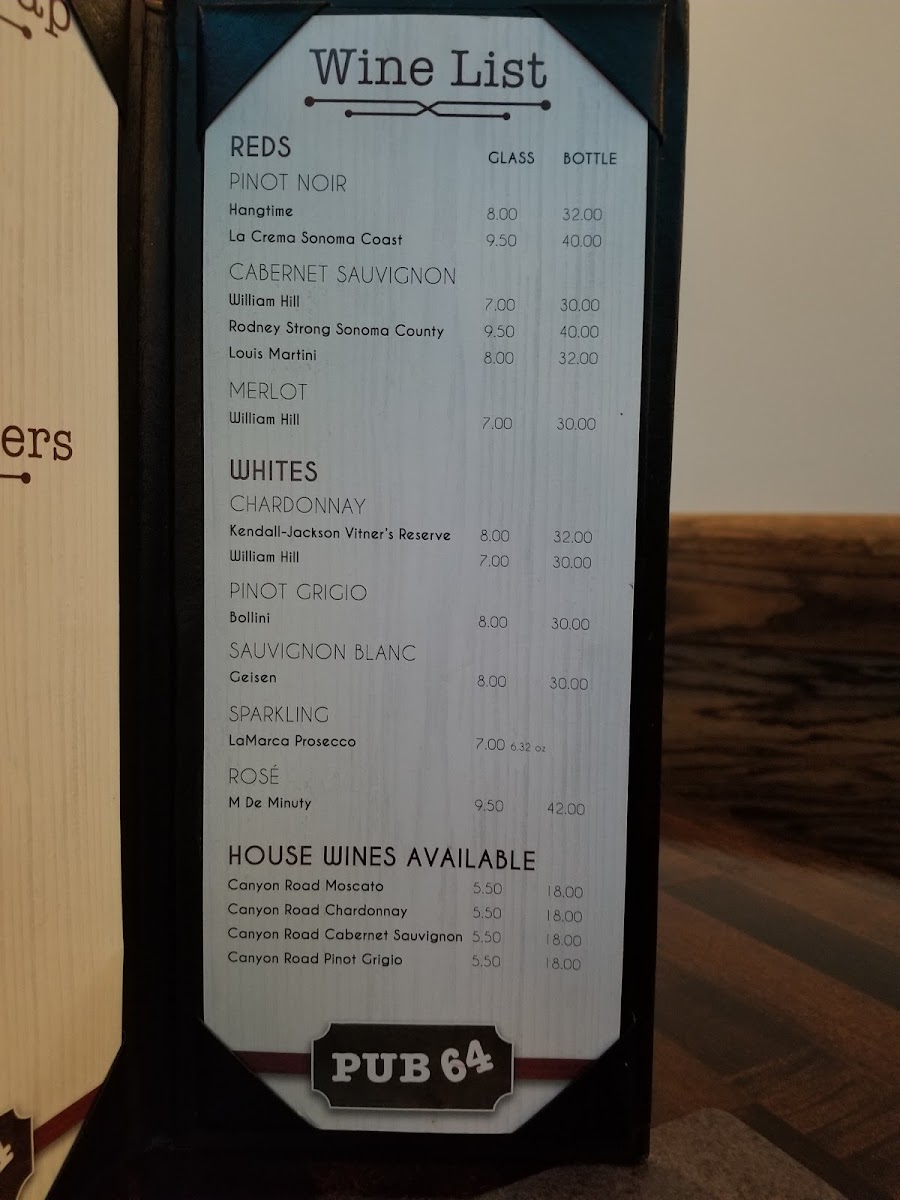 ap
ers
Wine List
REDS GLASS BOTTLE
PINOT NOIR
Hangtime 8.00 32.00
La Crema Sonoma Coast 9.50 40.00
CABERNET SAUVIGNON
William Hill 7.00 30.00
Rodney Strong Sonoma County 9.50 40.00
Louis Martini 8.00 32.00
MERLOT
William Hill 7.00 30.00
WHITES
CHARDONNAY
Kendall-Jackson Vitner's Reserve 8.00 32.00
William Hill 7.00 30.00
PINOT GRIGIO
Bollini 8.00 30.00
SAUVIGNON BLANC
Geisen 8.00 30.00
SPARKLING
LaMarca Prosecco 7.00 6.32 oz
ROSÉ
M De Minuty 9.50 42.00
HOUSE WINES AVAILABLE
Canyon Road Moscato 5.50 18.00
Canyon Road Chardonnay 5.50 18.00
Canyon Road Cabernet Sauvignon 5.50 18.00
Canyon Road Pinot Grigio 5.50 18.00
PUB 64